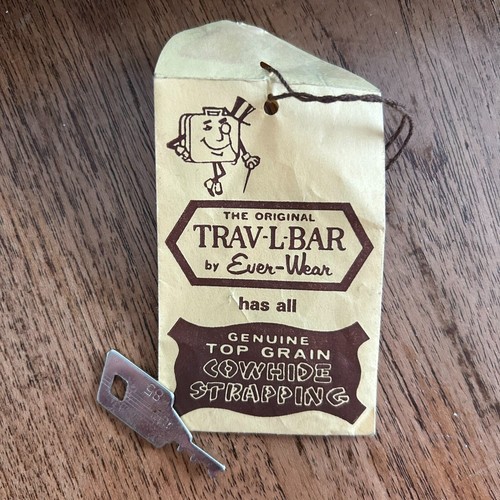 THE ORIGINAL
TRAV-L-BAR
by Ever-Wear
has all
GENUINE
TOP GRAIN
COWHIDE
STRAPPING